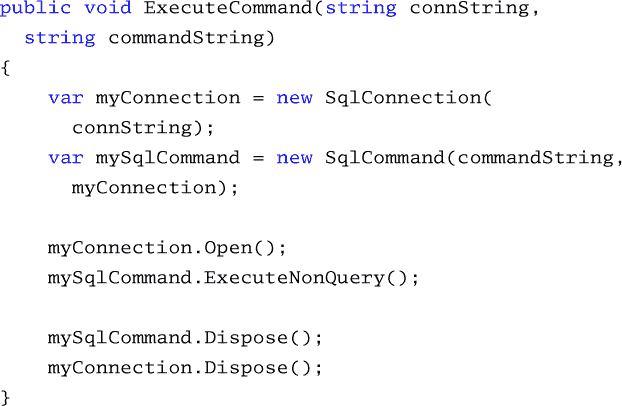 public void ExecuteCommand(string connString,
  string commandString)
{
    var myConnection = new SqlConnection(
      connString);
    var mySqlCommand = new SqlCommand(commandString,
      myConnection);

    myConnection.Open();
    mySqlCommand.ExecuteNonQuery();

    mySqlCommand.Dispose();
    myConnection.Dispose();
}